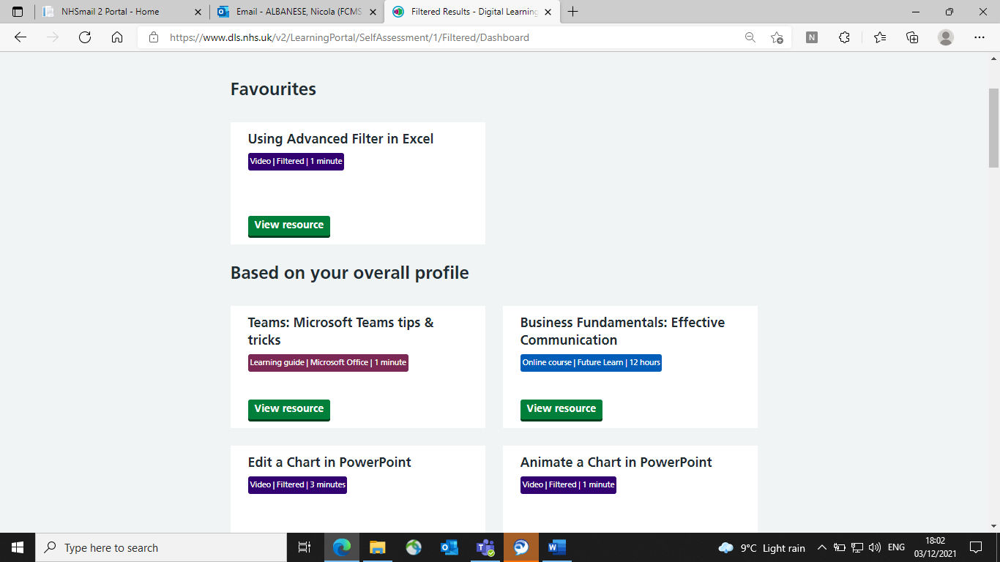 NHSmail 2 Portal - Home
Email - ALBANESE, Nicola (FCMS
Filtered Results - Digital Learning
https://www.dls.nhs.uk/v2/LearningPortal/SelfAssessment/1/Filtered/Dashboard
N
Favourites
Using Advanced Filter in Excel
Video | Filtered | 1 minute
View resource
Based on your overall profile
Teams: Microsoft Teams tips &
tricks
Learning guide | Microsoft Office | 1 minute
View resource
Business Fundamentals: Effective
Communication
Online course | Future Learn | 12 hours
View resource
Edit a Chart in PowerPoint
Video | Filtered | 3 minutes
Animate a Chart in PowerPoint
Video | Filtered | 1 minute
Type here to search
9°C Light rain
ENG
18:02
03/12/2021